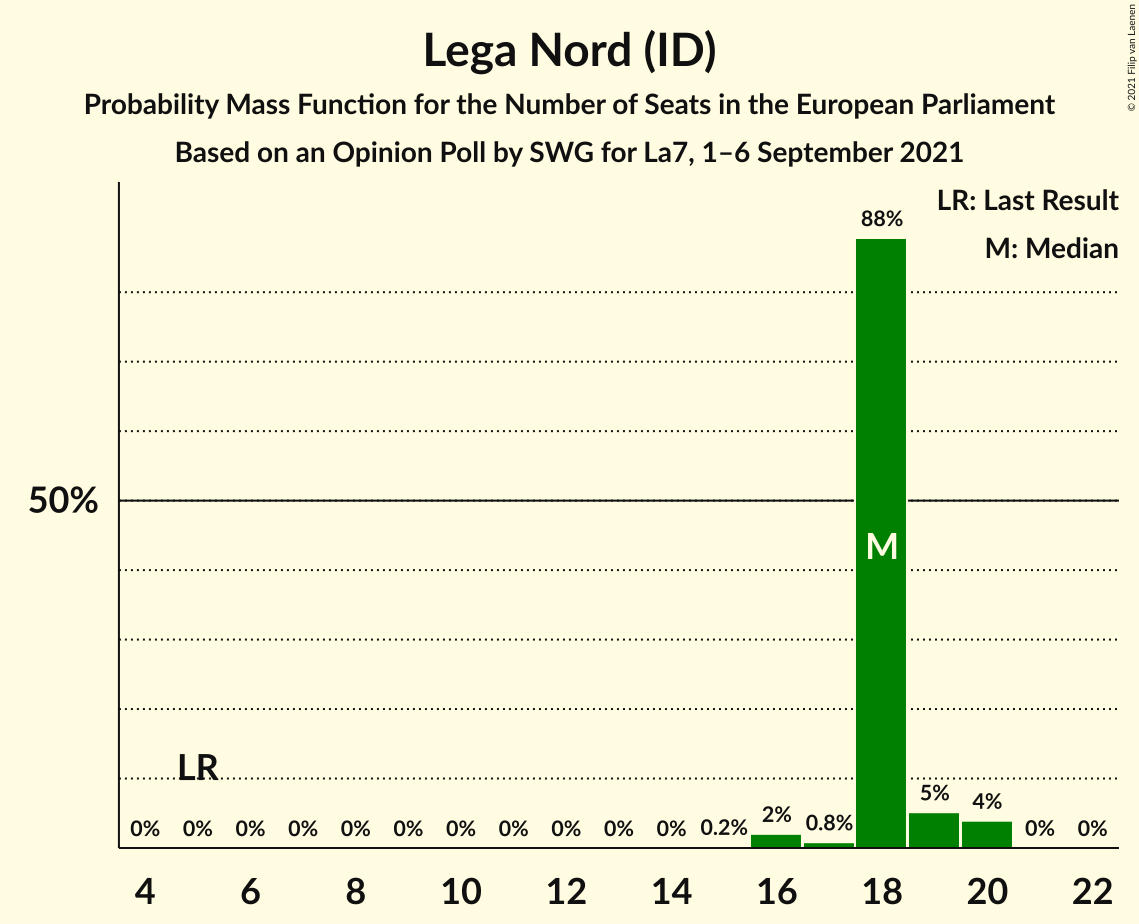 Lega Nord (ID)
Probability Mass Function for the Number of Seats in the European Parliament
Based on an Opinion Poll by SWG for La7, 1–6 September 2021
© 2021 Filip van Laenen
LR: Last Result
M: Median
88%
50%
M
LR
0% 0% 0% 0% 0% 0% 0% 0% 0% 0% 0% 0.2% 2% 0.8% 5% 4% 0% 0%
4 6 8 10 12 14 16 18 20 22